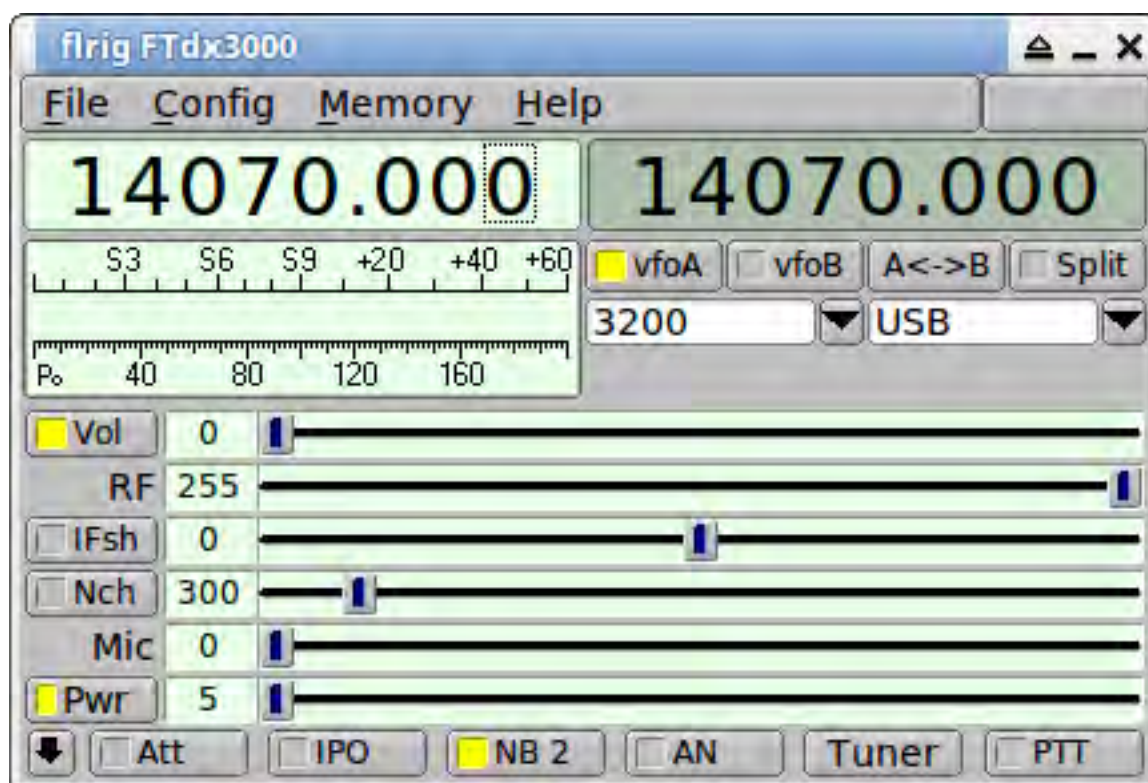 flrig FTdx3000
File Config Memory Help
14070.000 14070.000
S3 S6 S9 +20 +40 +60
vfoA vfoB A<->B Split
3200 USB
Po 40 80 120 160
Vol 0
RF 255
IFsh 0
Nch 300
Mic 0
Pwr 5
Att IPO NB 2 AN Tuner PTT